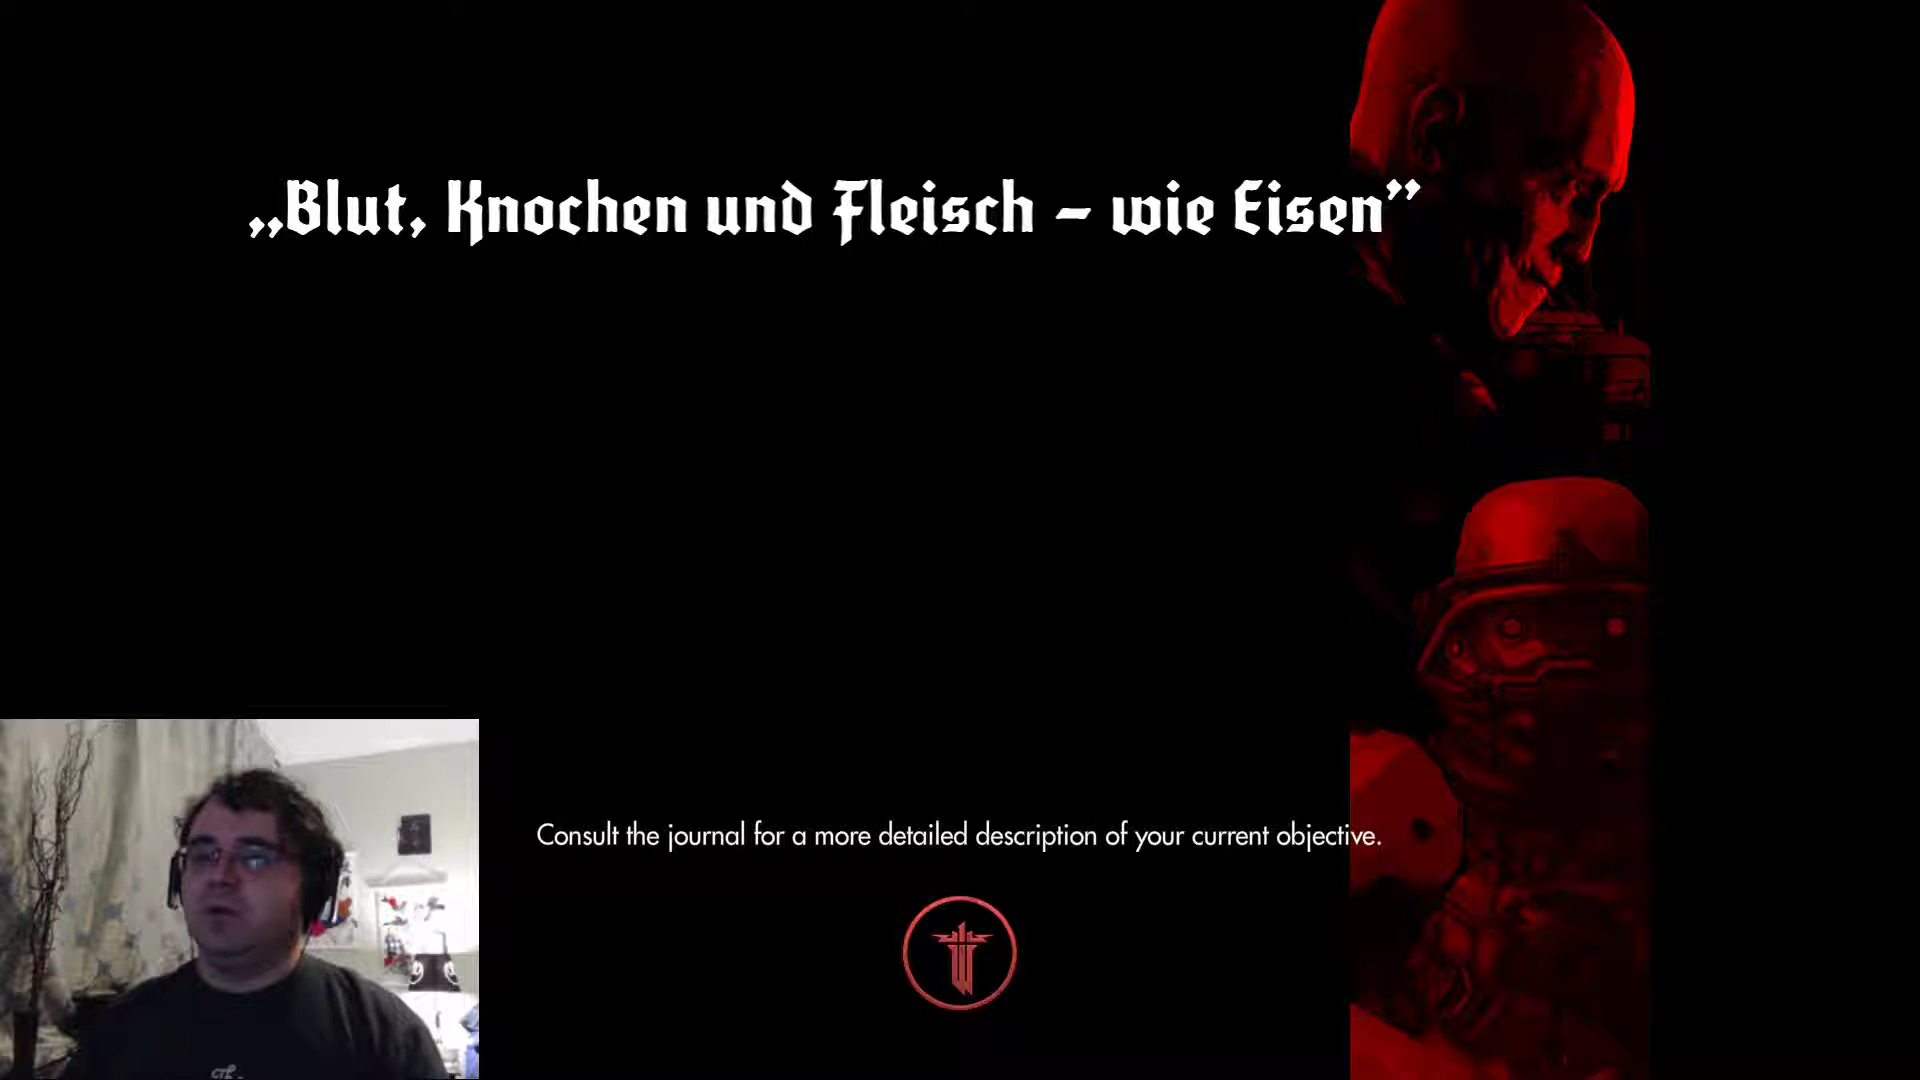 „Blut, Knochen und Fleisch – wie Eisen”
Consult the journal for a more detailed description of your current objective.